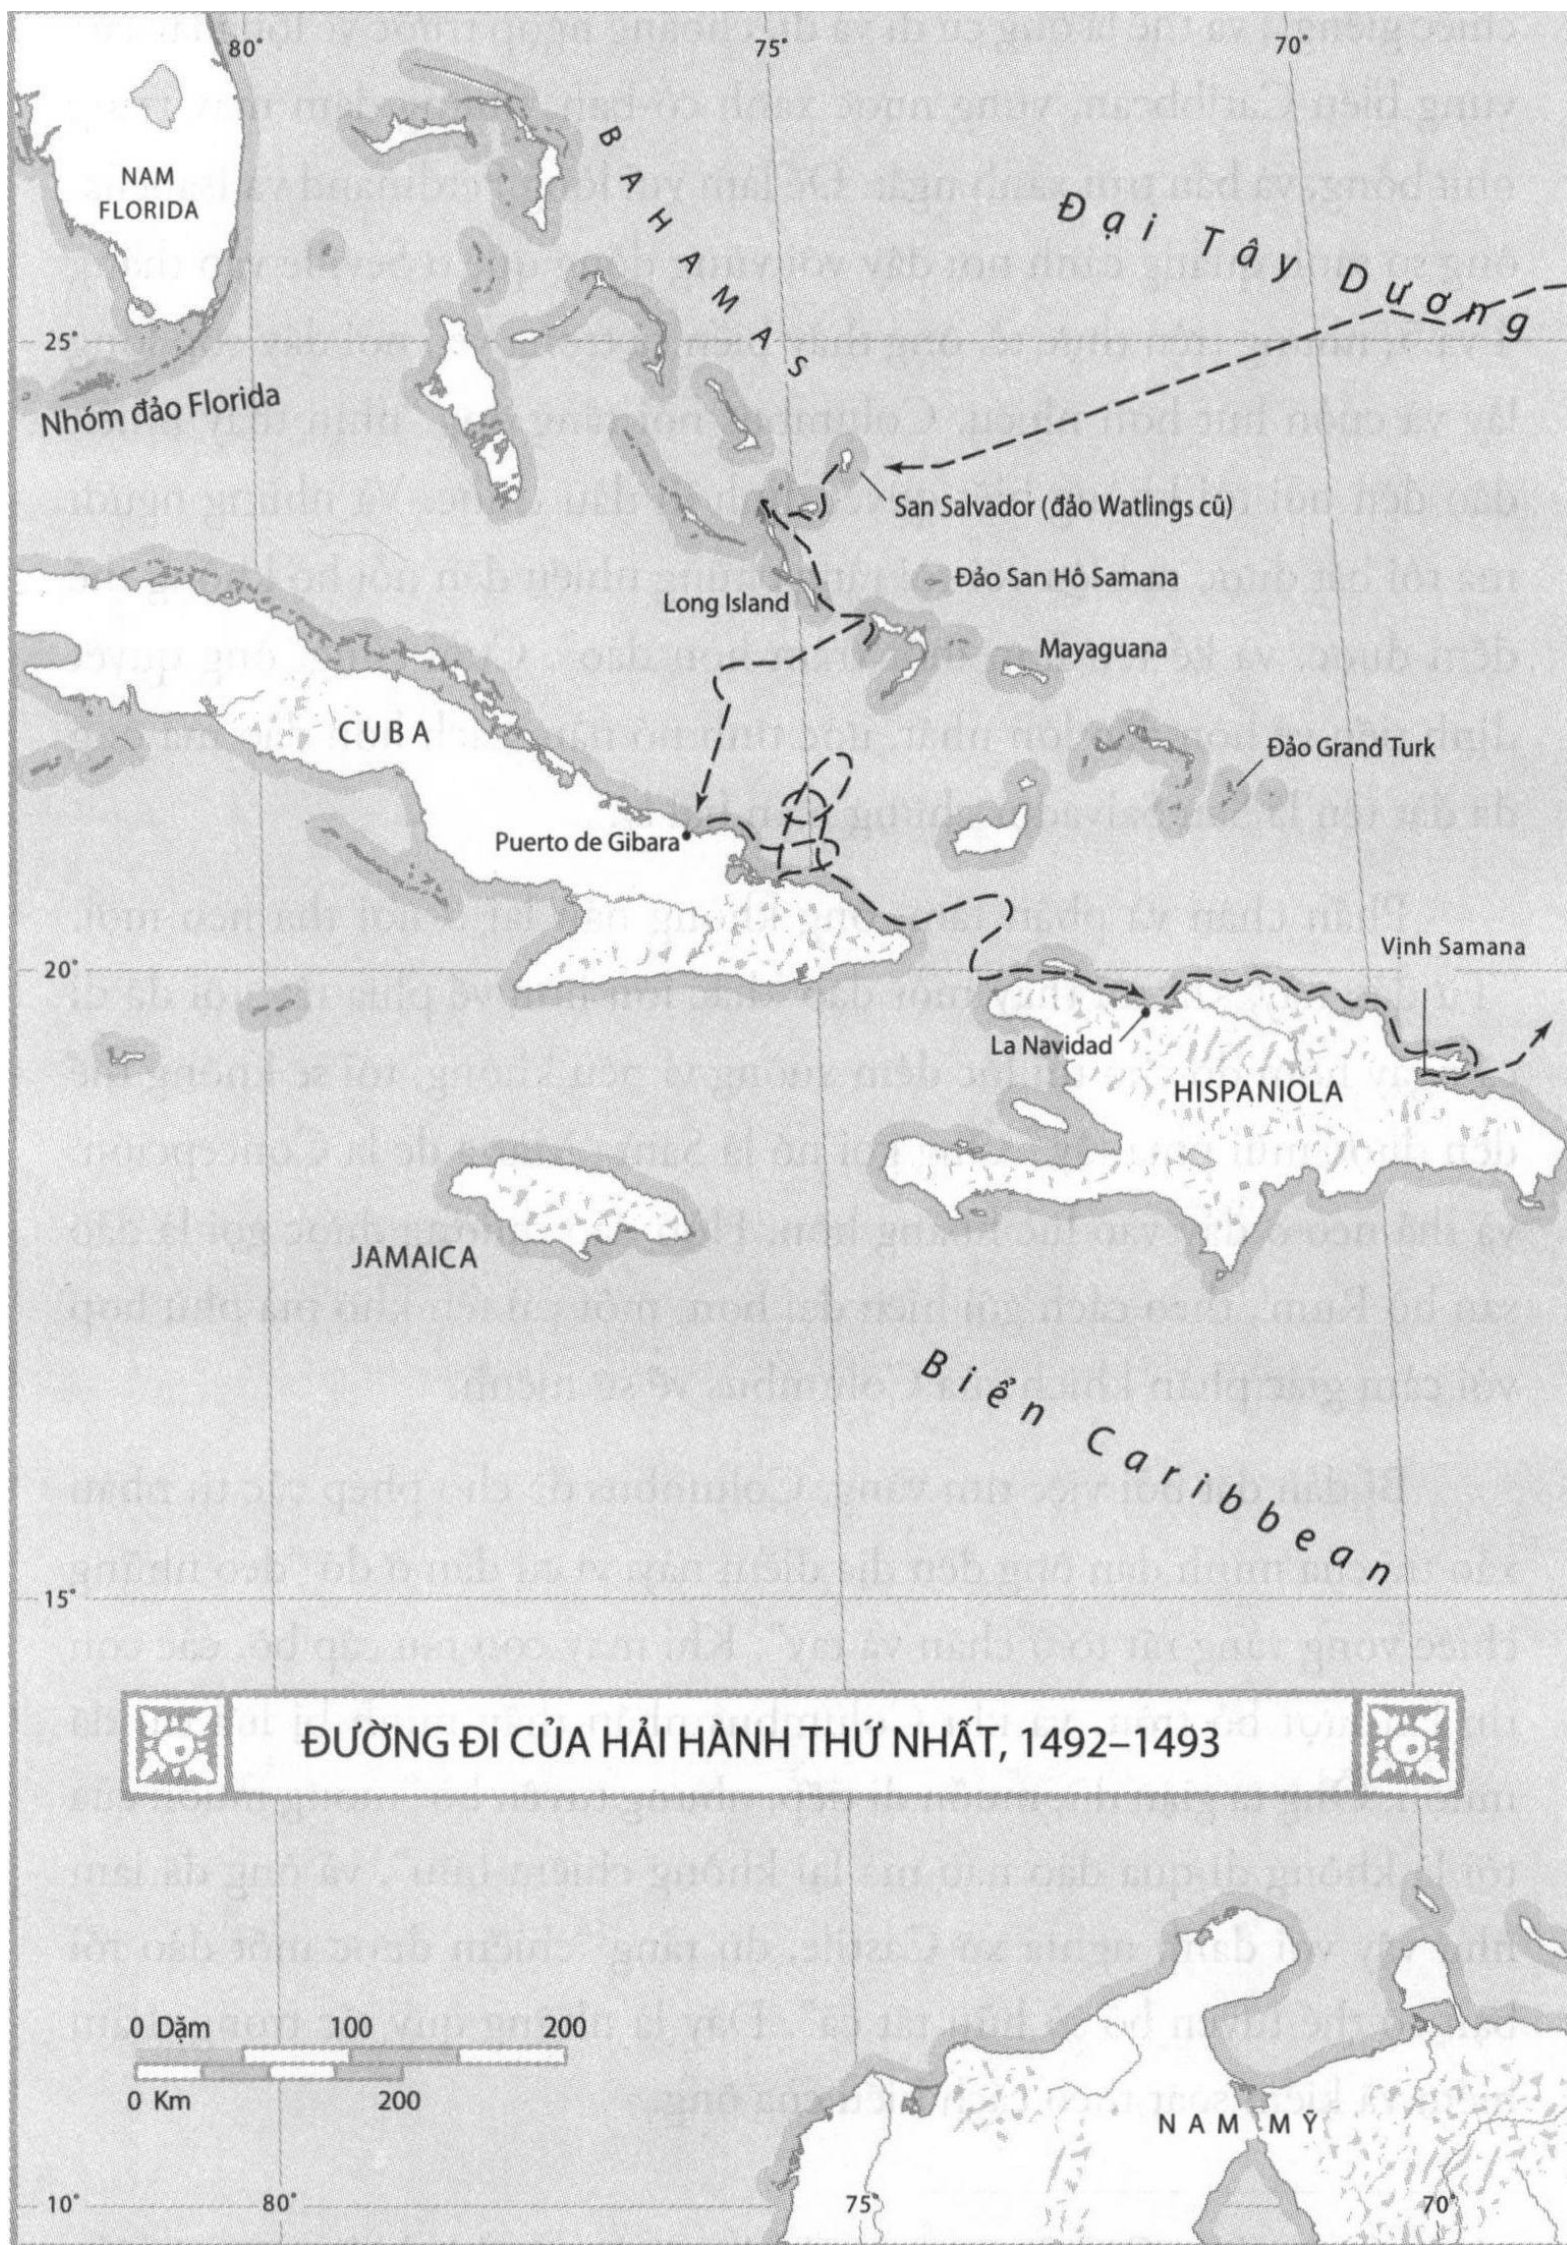 80°
75°
70°
BAHAMAS
NAM
FLORIDA
Đại Tây Dương
25°
Nhóm đảo Florida
San Salvador (đảo Watlings cũ)
Đảo San Hô Samana
Long Island
Mayaguana
CUBA
Đảo Grand Turk
Puerto de Gibara
Vịnh Samana
20°
La Navidad
HISPANIOLA
JAMAICA
Biển Caribbean
15°
ĐƯỜNG ĐI CỦA HẢI HÀNH THỨ NHẤT, 1492–1493
0 Dặm 100 200
0 Km 200
NAM MỸ
10°
80°
75°
70°